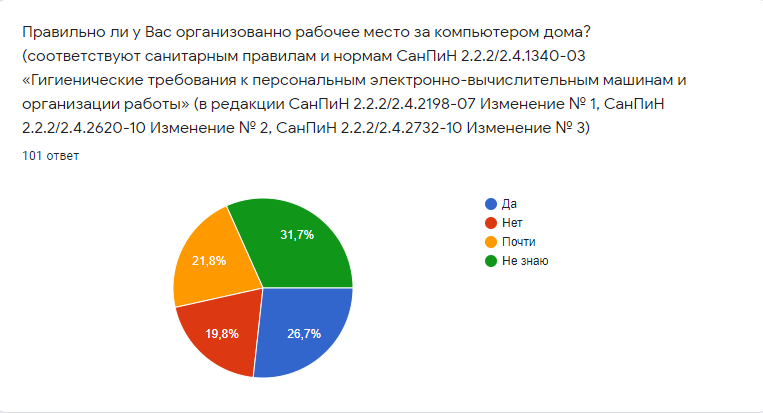 Правильно ли у Вас организованно рабочее место за компьютером дома?
(соответствуют санитарным правилам и нормам СанПиН 2.2.2/2.4.1340-03
«Гигиенические требования к персональным электронно-вычислительным машинам и
организации работы» (в редакции СанПиН 2.2.2/2.4.2198-07 Изменение № 1, СанПиН
2.2.2/2.4.2620-10 Изменение № 2, СанПиН 2.2.2/2.4.2732-10 Изменение № 3)
101 ответ
31,7%
21,8%
19,8%
26,7%
Да
Нет
Почти
Не знаю